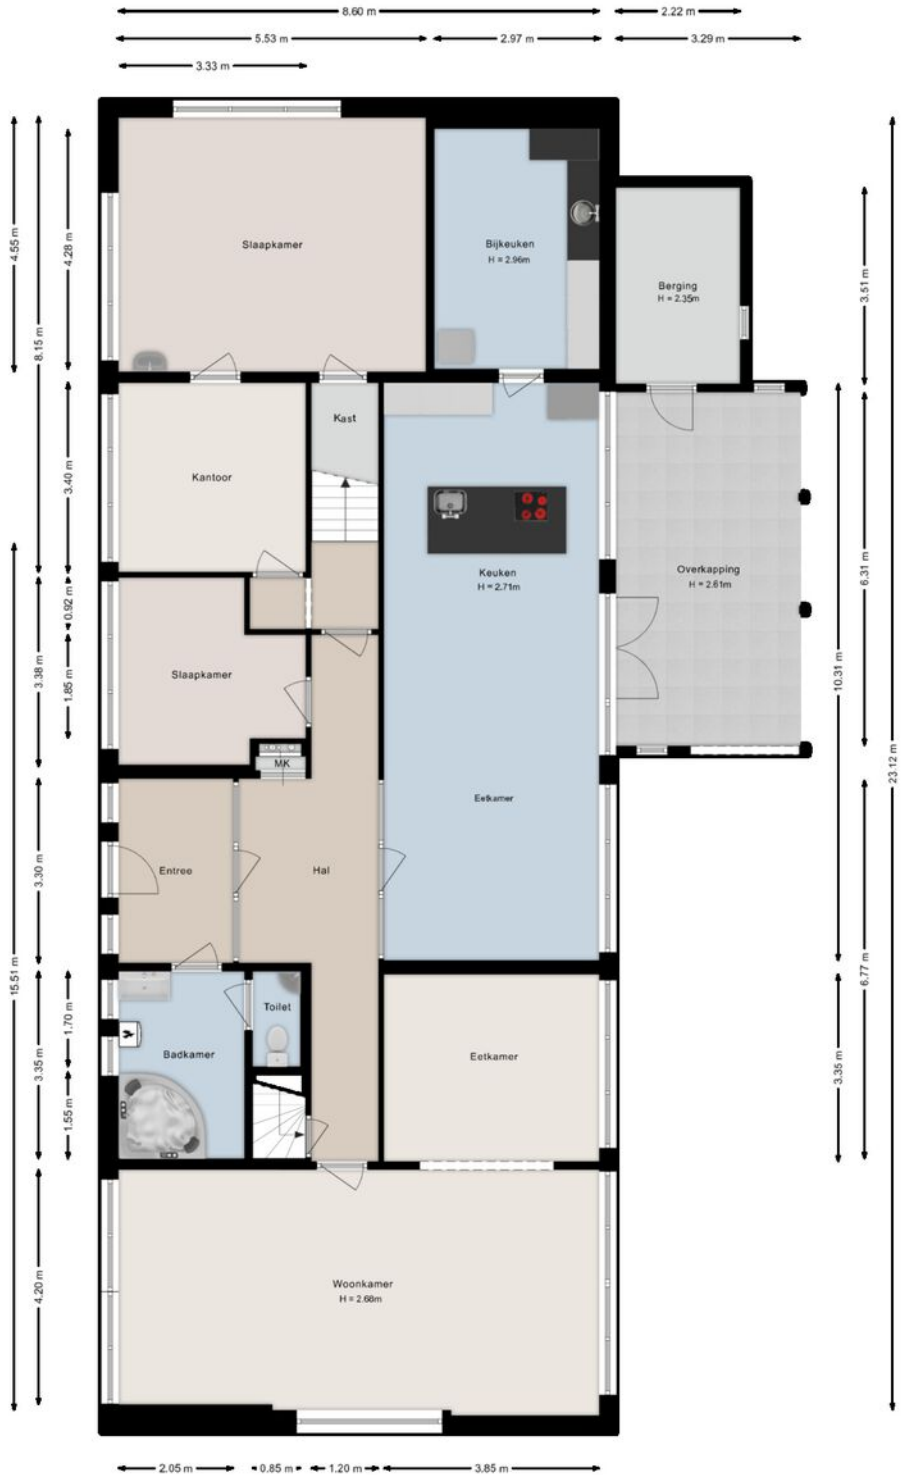 8.60 m
2.22 m
5.53 m
2.97 m
3.29 m
3.33 m
4.55 m
8.15 m
4.28 m
Slaapkamer
Bijkeuken
H = 2.96m
Berging
H = 2.35m
3.51 m
Kast
Kantoor
3.40 m
Keuken
H = 2.71m
Overkapping
H = 2.61m
6.31 m
0.92 m
3.38 m
1.85 m
Slaapkamer
10.31 m
23.12 m
MK
Eetkamer
3.30 m
Entree
Hal
15.51 m
6.77 m
1.70 m
Toilet
3.35 m
Badkamer
Eetkamer
3.35 m
1.55 m
4.20 m
Woonkamer
H = 2.68m
2.05 m
0.85 m
1.20 m
3.85 m